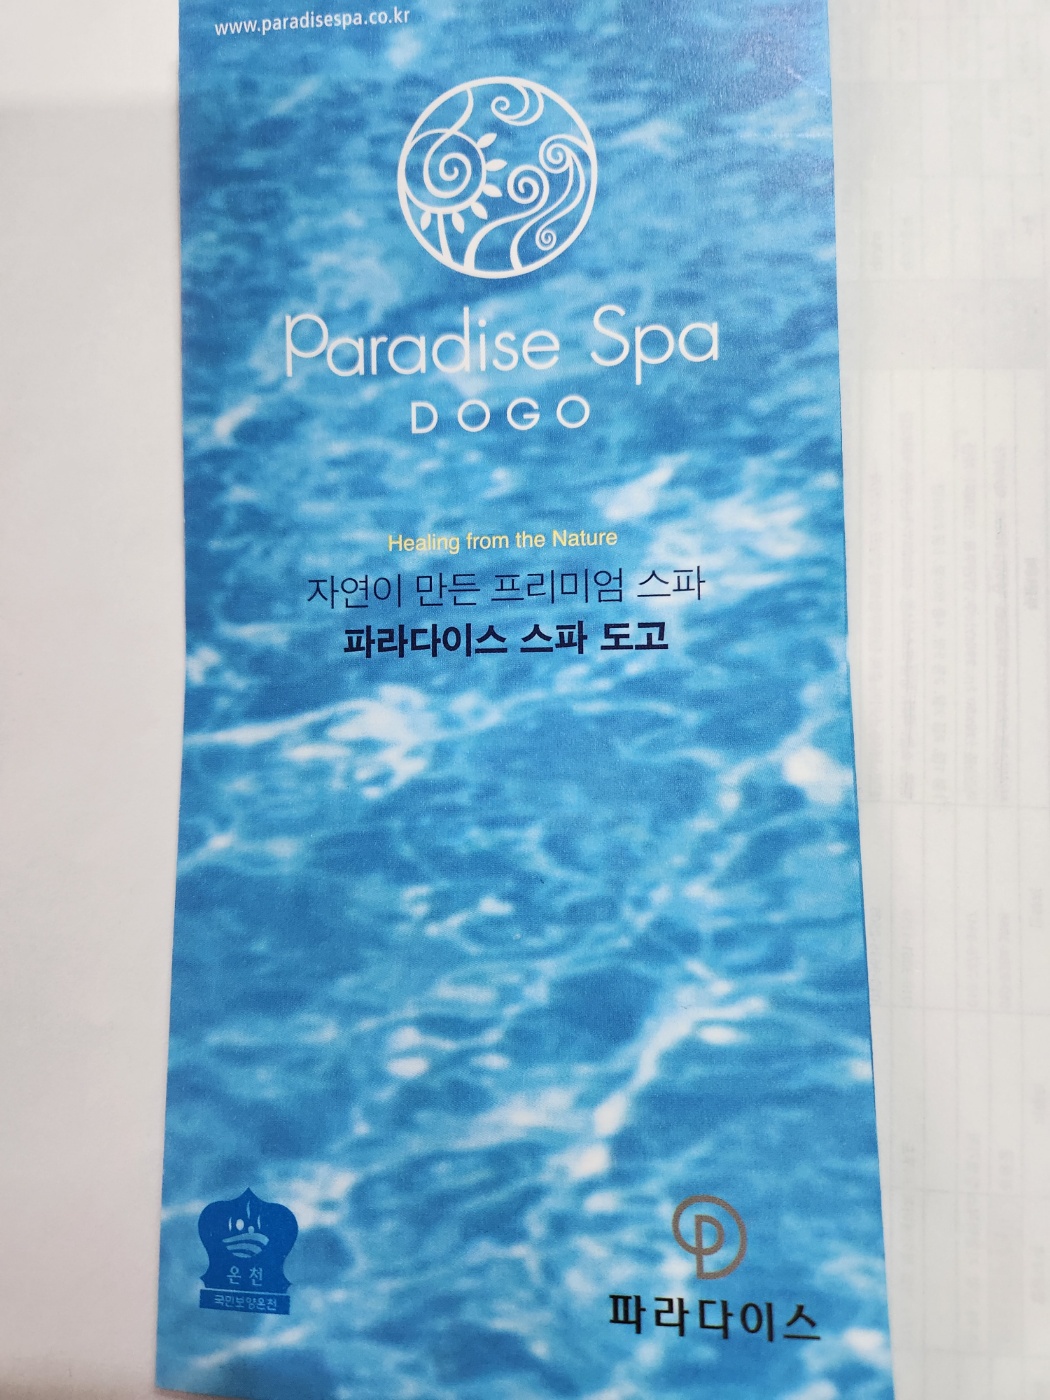 www.paradisespa.co.kr
Paradise Spa
DOGO
Healing from the Nature
자연이 만든 프리미엄 스파
파라다이스 스파 도고
온천
국민보양온천
파라다이스